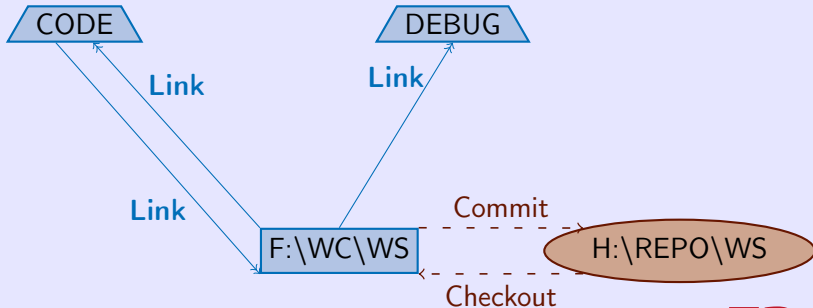 CODE
DEBUG
Link
Link
Link
Commit
F:\WC\WS
H:\REPO\WS
Checkout